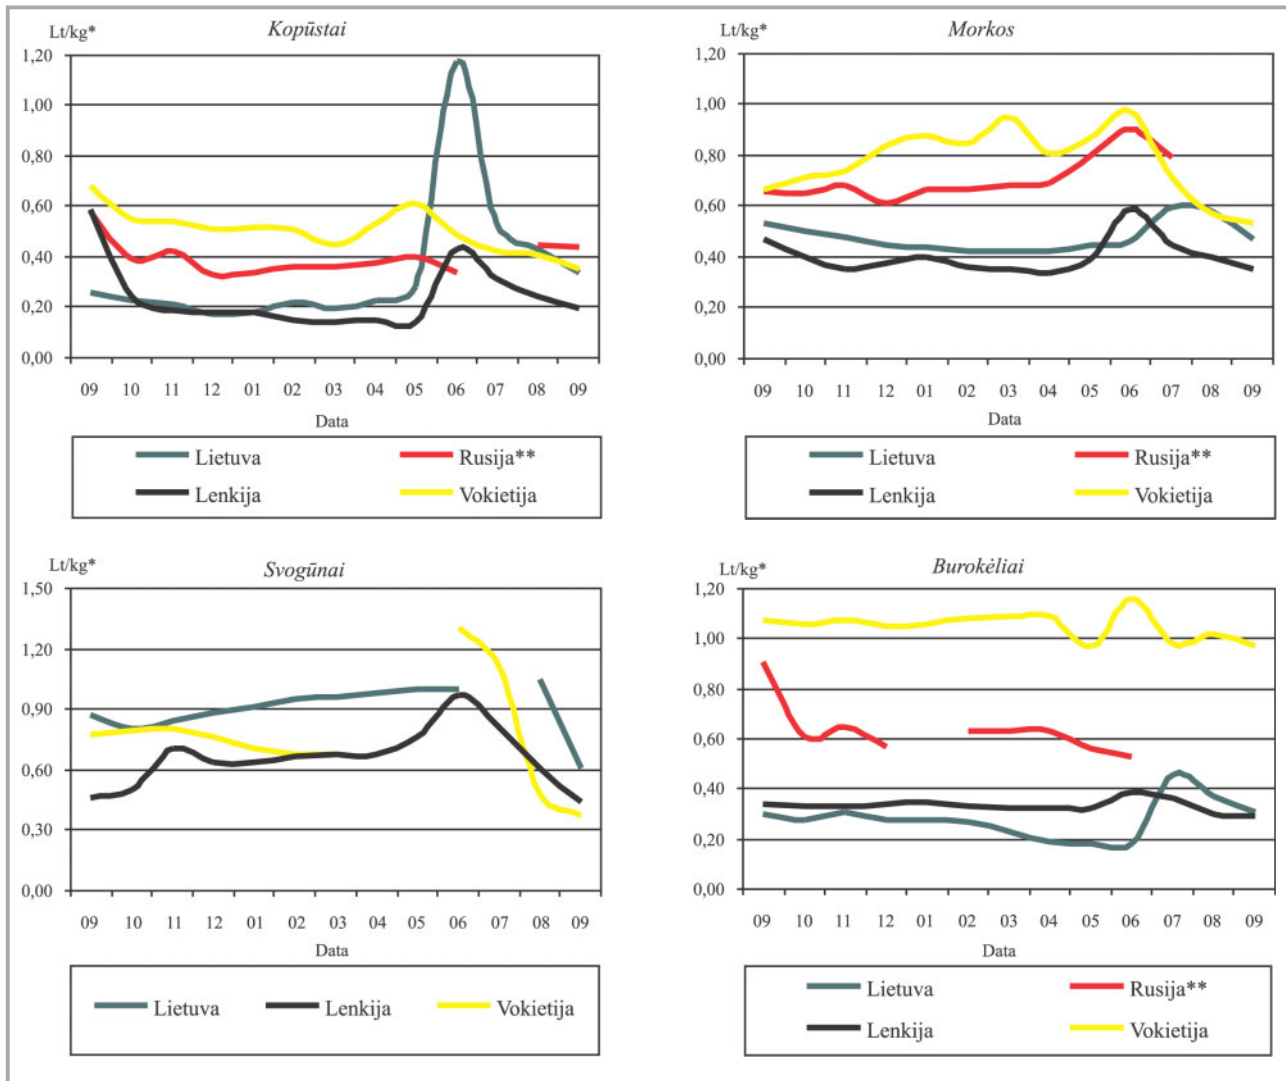 Lt/kg*
Kopūstai
1,20
1,00
0,80
0,60
0,40
0,20
0,00
09 10 11 12 01 02 03 04 05 06 07 08 09
Data
Lietuva Rusija**
Lenkija Vokietija
Lt/kg*
Morkos
1,20
1,00
0,80
0,60
0,40
0,20
0,00
09 10 11 12 01 02 03 04 05 06 07 08 09
Data
Lietuva Rusija**
Lenkija Vokietija
Lt/kg*
Svogūnai
1,50
1,20
0,90
0,60
0,30
0,00
09 10 11 12 01 02 03 04 05 06 07 08 09
Data
Lietuva Lenkija Vokietija
Lt/kg*
Burokėliai
1,20
1,00
0,80
0,60
0,40
0,20
0,00
09 10 11 12 01 02 03 04 05 06 07 08 09
Data
Lietuva Rusija**
Lenkija Vokietija